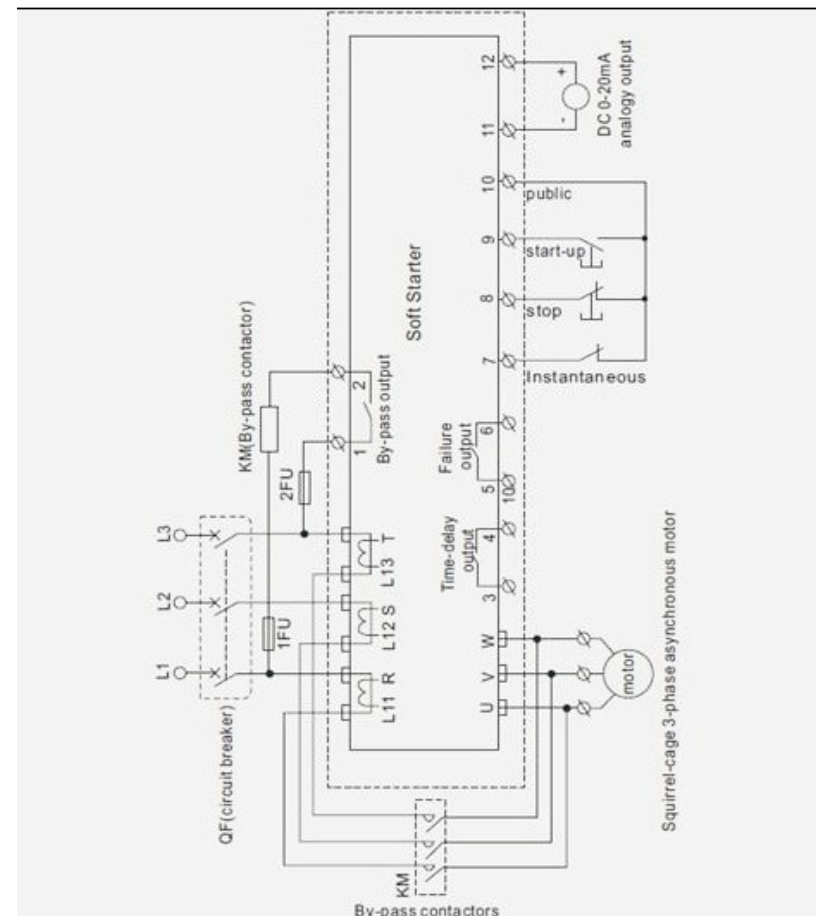 12
+
-
11
DC 0-20mA
analogy output
10
public
9
start-up
8
stop
7
Instantaneous
Soft Starter
KM(By-pass contactor)
2
1
By-pass output
2FU
6
Failure
output
5
10
L3
L2
L1
T
L13
S
L12
R
L11
1FU
4
Time-delay
output
3
W
V
U
motor
QF(circuit breaker)
Squirrel-cage 3-phase asynchronous motor
KM
By-pass contactors